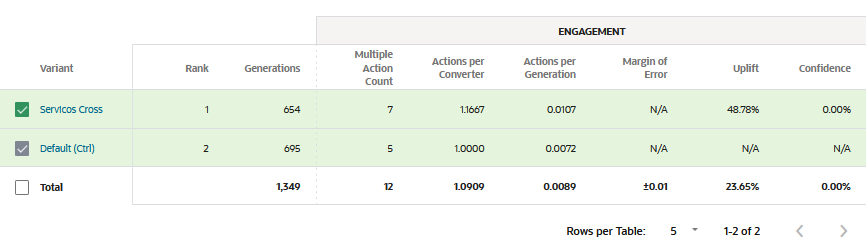 ENGAGEMENT
Variant Rank Generations Multiple Action Count Actions per Converter Actions per Generation Margin of Error Uplift Confidence
Servicos Cross 1 654 7 1.1667 0.0107 N/A 48.78% 0.00%
Default (Ctrl) 2 695 5 1.0000 0.0072 N/A N/A N/A
Total 1,349 12 1.0909 0.0089 ±0.01 23.65% 0.00%
Rows per Table: 5 1-2 of 2